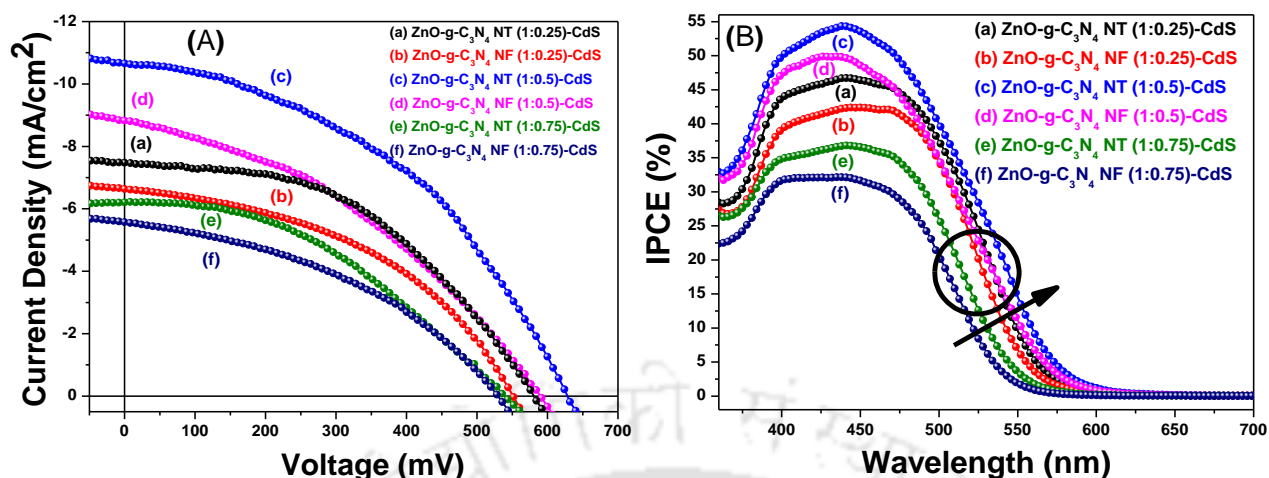 (A)
(a) ZnO-g-C₃N₄ NT (1:0.25)-CdS
(b) ZnO-g-C₃N₄ NF (1:0.25)-CdS
(c) ZnO-g-C₃N₄ NT (1:0.5)-CdS
(d) ZnO-g-C₃N₄ NF (1:0.5)-CdS
(e) ZnO-g-C₃N₄ NT (1:0.75)-CdS
(f) ZnO-g-C₃N₄ NF (1:0.75)-CdS
(c)
(d)
(a)
(b)
(e)
(f)
-12
-10
-8
-6
-4
-2
0
Current Density (mA/cm²)
0 100 200 300 400 500 600 700
Voltage (mV)
(B)
(a) ZnO-g-C₃N₄ NT (1:0.25)-CdS
(b) ZnO-g-C₃N₄ NF (1:0.25)-CdS
(c) ZnO-g-C₃N₄ NT (1:0.5)-CdS
(d) ZnO-g-C₃N₄ NF (1:0.5)-CdS
(e) ZnO-g-C₃N₄ NT (1:0.75)-CdS
(f) ZnO-g-C₃N₄ NF (1:0.75)-CdS
(c)
(d)
(a)
(b)
(e)
(f)
55
50
45
40
35
30
25
20
15
10
5
0
IPCE (%)
400 450 500 550 600 650 700
Wavelength (nm)